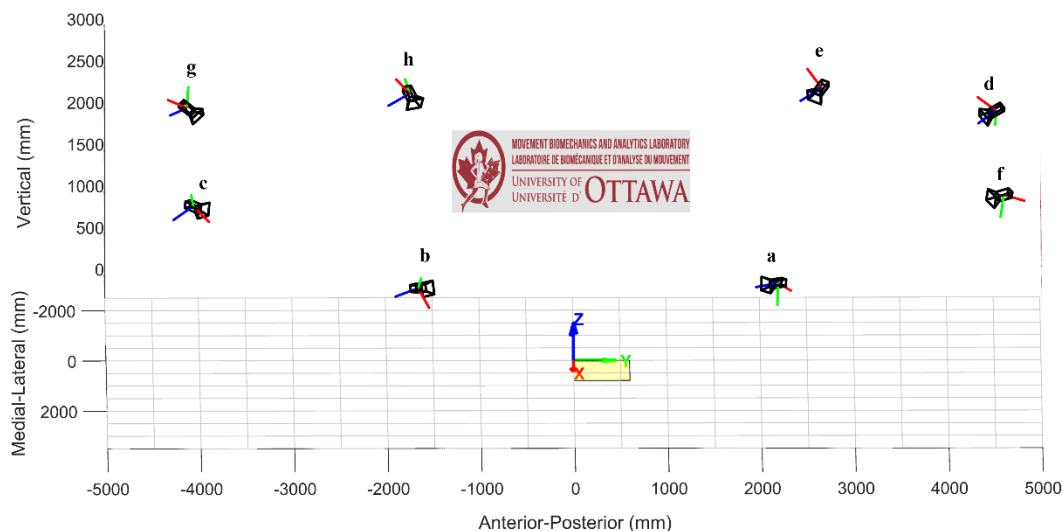 3000
2500
2000
1500
1000
500
0
Vertical (mm)
g
h
e
d
c
f
b
a
MOVEMENT BIOMECHANICS AND ANALYTICS LABORATORY
LABORATOIRE DE BIOMÉCANIQUE ET D'ANALYSE DU MOUVEMENT
UNIVERSITY OF
UNIVERSITÉ D'
OTTAWA
-2000
0
2000
Medial-Lateral (mm)
Z
Y
X
-5000 -4000 -3000 -2000 -1000 0 1000 2000 3000 4000 5000
Anterior-Posterior (mm)